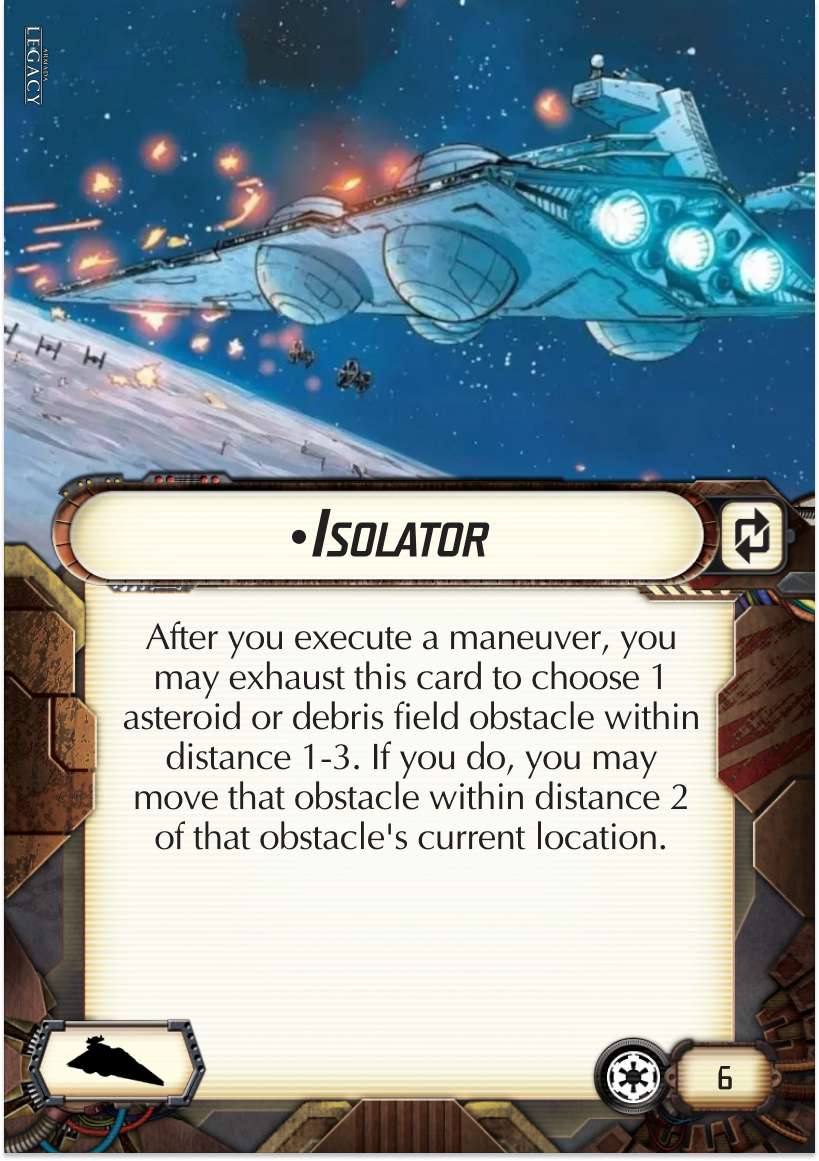 ARMADA
LEGACY
•Isolator
After you execute a maneuver, you
may exhaust this card to choose 1
asteroid or debris field obstacle within
distance 1-3. If you do, you may
move that obstacle within distance 2
of that obstacle's current location.
6